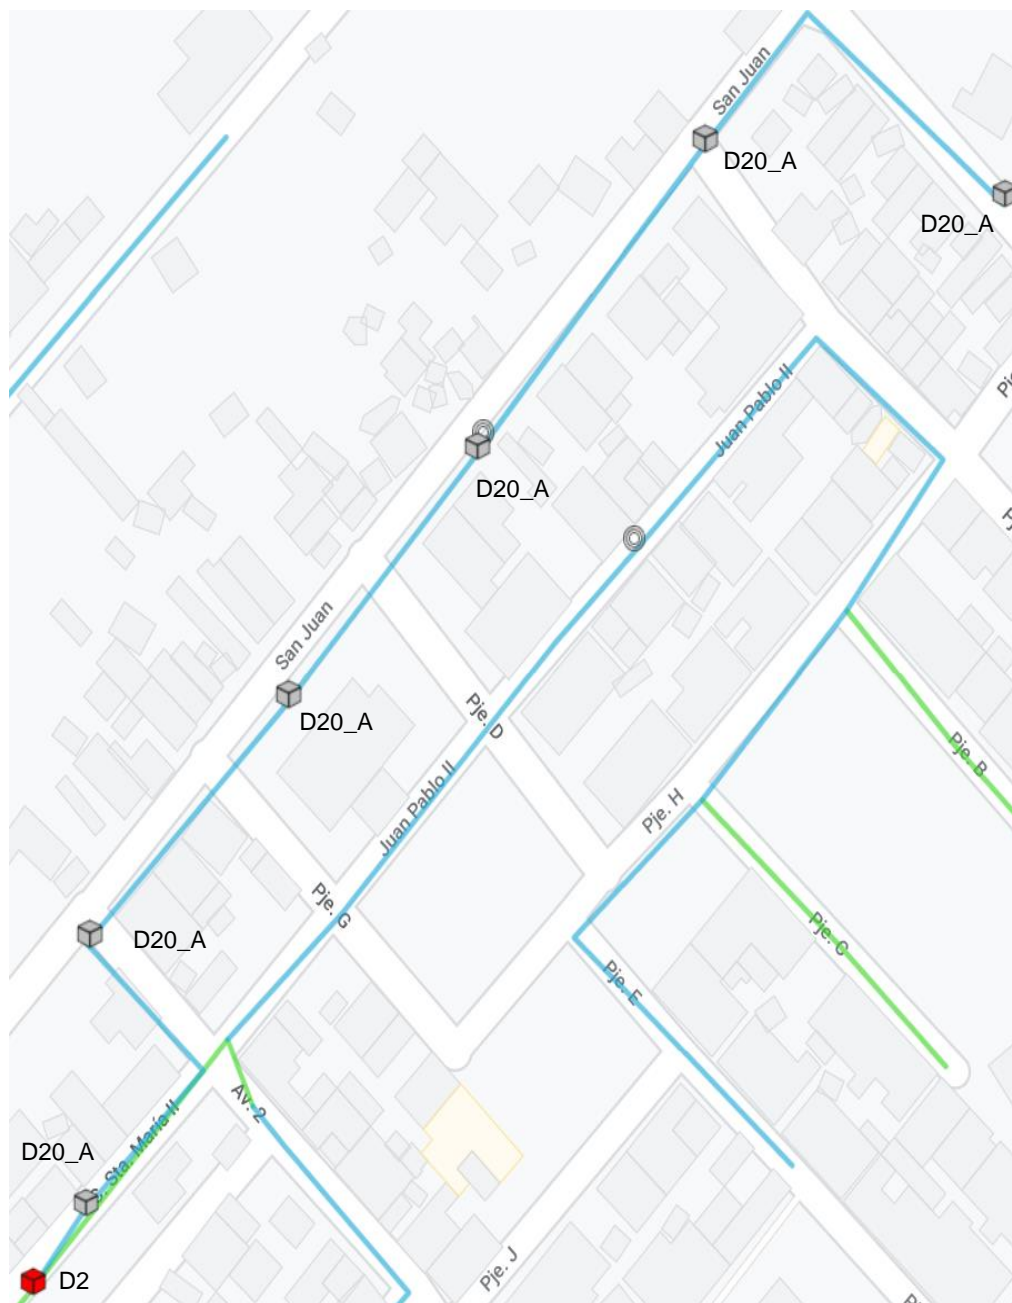 San Juan
D20_A
D20_A
Juan Pablo II
D20_A
San Juan
Pje. D
D20_A
Pje. B
Juan Pablo II
Pje. H
Pje. G
D20_A
Pje. C
Pje. E
Av. 2
D20_A
Sta. María II
D2
Pje. J